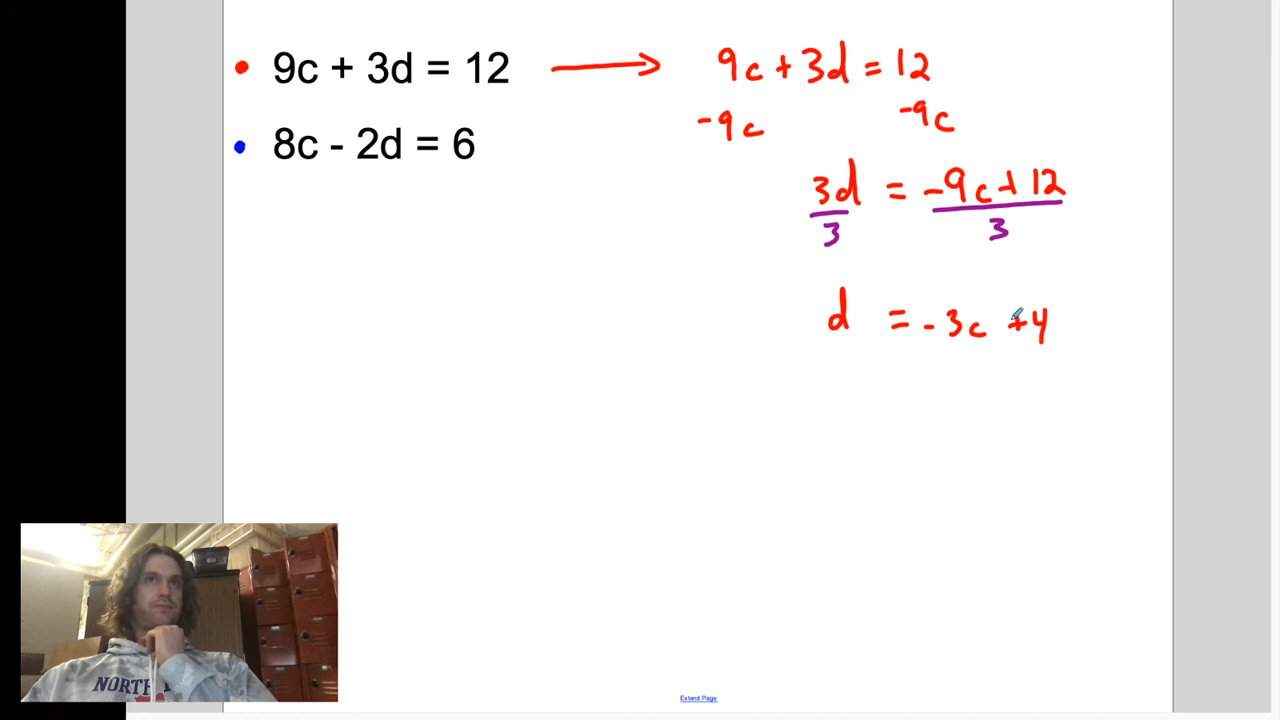 • 9c + 3d = 12 → 9c + 3d = 12
-9c -9c
• 8c - 2d = 6
3d = -9c + 12
3 3
d = -3c + 4
NORTH
Extend Page